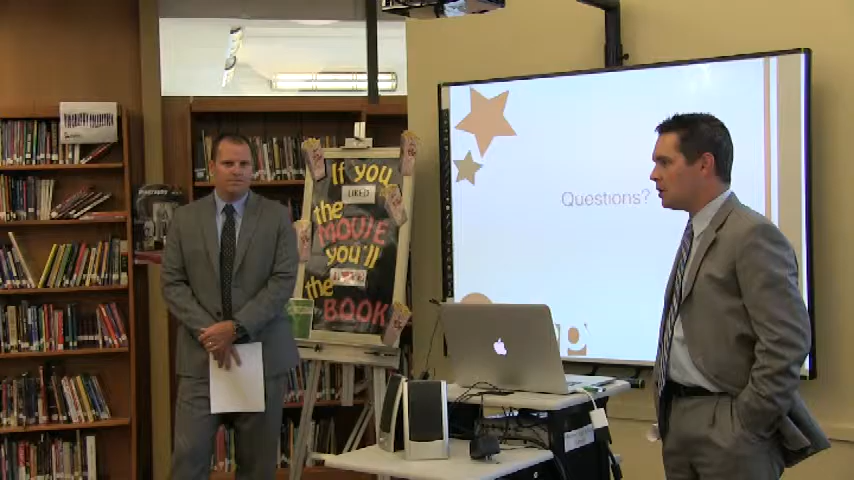 If you
LIKED
the
MOVIE
you'll
the
BOOK
Questions?